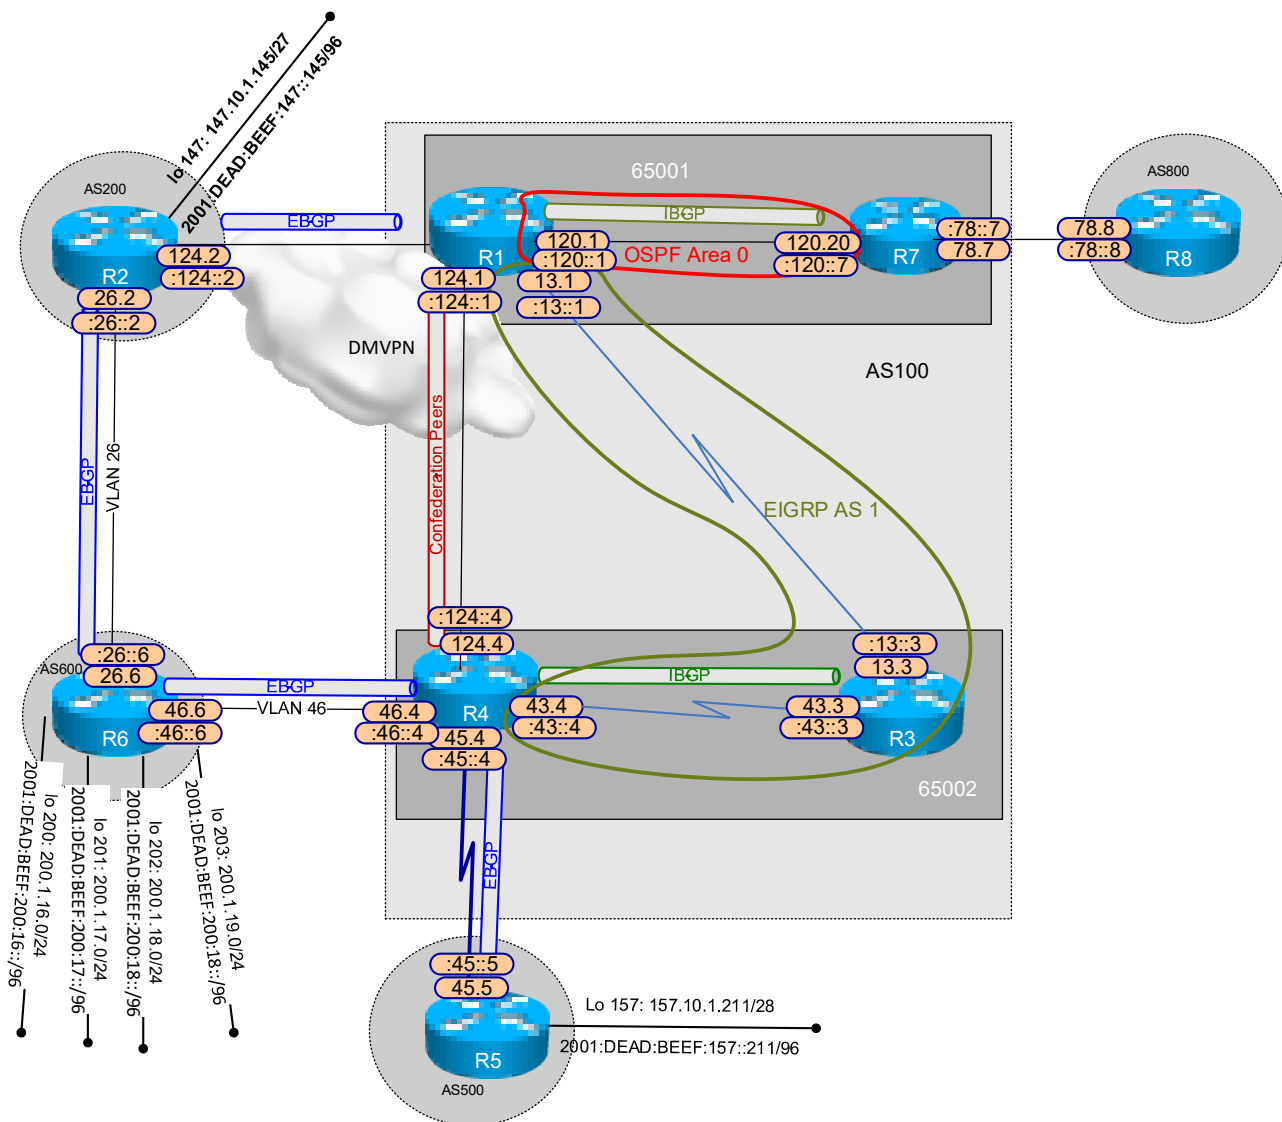 lo 147: 147.10.1.145/27
2001:DEAD:BEEF:147::145/96
AS200
R2
124.2
:124::2
26.2
:26::2
EBGP
DMVPN
65001
R1
IBGP
120.1
:120::1
OSPF Area 0
120.20
:120::7
R7
124.1
:124::1
13.1
:13::1
:78::7
78.7
AS800
78.8
:78::8
R8
AS100
EBGP
VLAN 26
Confederation Peers
EIGRP AS 1
:124::4
124.4
:13::3
13.3
AS600
:26::6
26.6
R6
46.6
:46::6
EBGP
VLAN 46
46.4
:46::4
R4
IBGP
43.4
:43::4
43.3
:43::3
R3
45.4
:45::4
65002
EBGP
lo 200: 200.1.16.0/24
2001:DEAD:BEEF:200:16::/96
lo 201: 200.1.17.0/24
2001:DEAD:BEEF:200:17::/96
lo 202: 200.1.18.0/24
2001:DEAD:BEEF:200:18::/96
lo 203: 200.1.19.0/24
2001:DEAD:BEEF:200:18::/96
:45::5
45.5
R5
AS500
Lo 157: 157.10.1.211/28
2001:DEAD:BEEF:157::211/96